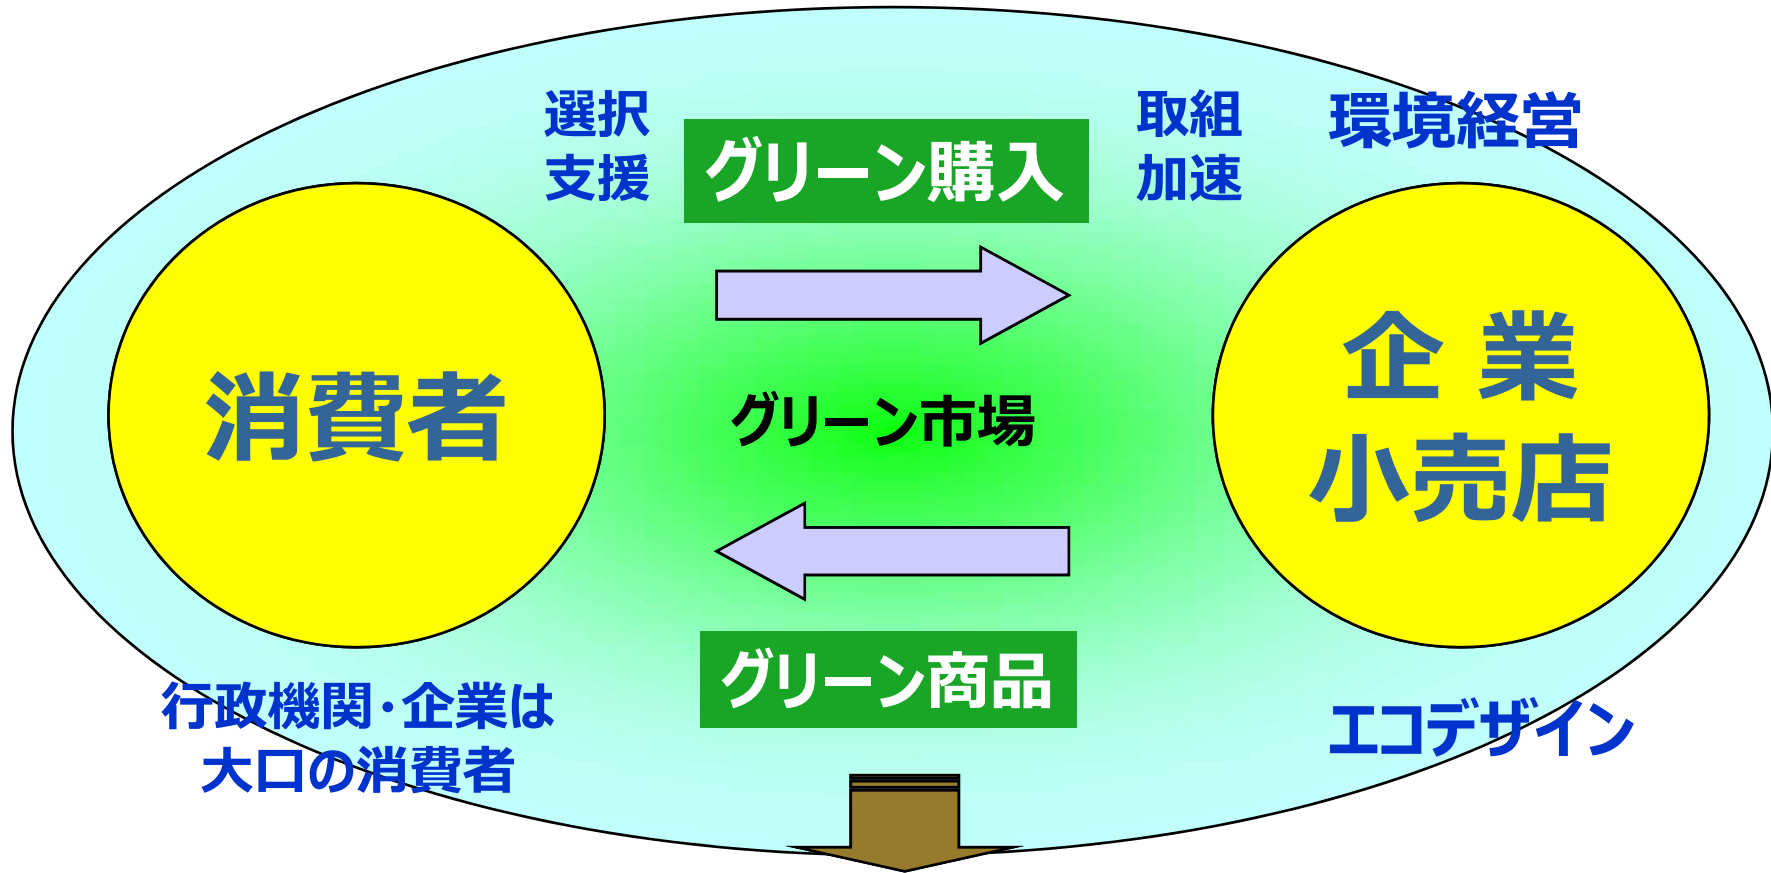 選択
支援
グリーン購入
取組
加速
環境経営
消費者
グリーン市場
企 業
小売店
グリーン商品
行政機関・企業は
大口の消費者
エコデザイン